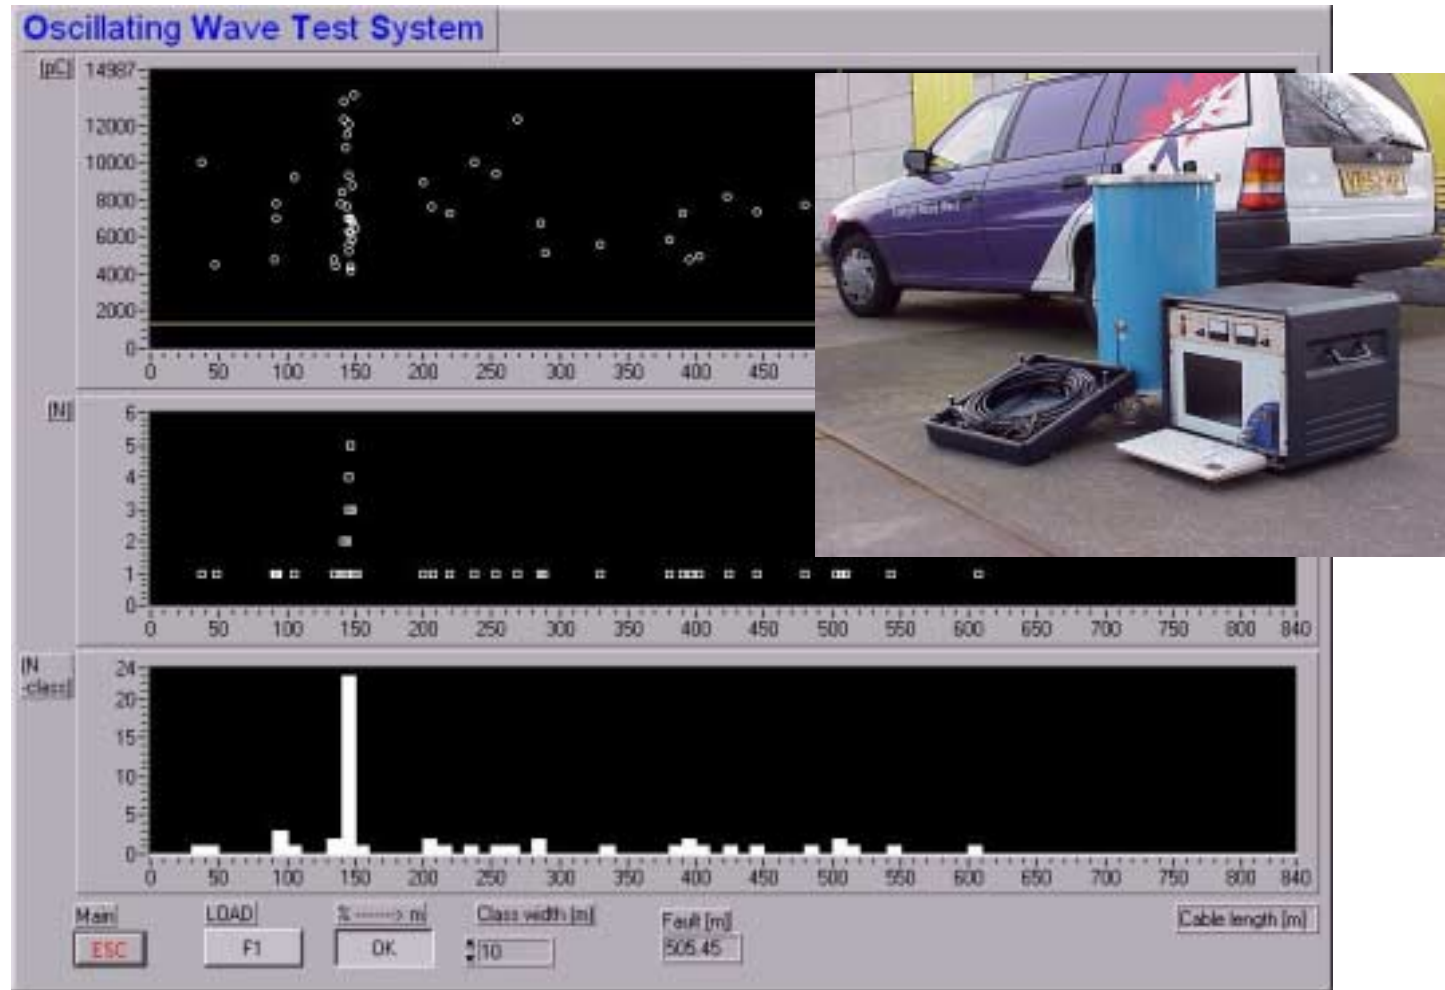 Oscillating Wave Test System
[pC]
14987
12000
10000
8000
6000
4000
2000
0
0 50 100 150 200 250 300 350 400 450
[N]
6
5
4
3
2
1
0
0 50 100 150 200 250 300 350 400 450 500 550 600 650 700 750 800 840
[N
-class]
24
20
15
10
5
0
0 50 100 150 200 250 300 350 400 450 500 550 600 650 700 750 800 840
Main LOAD % ------> m Class width [m] Fault [m] Cable length [m]
ESC F1 OK 10 505.45